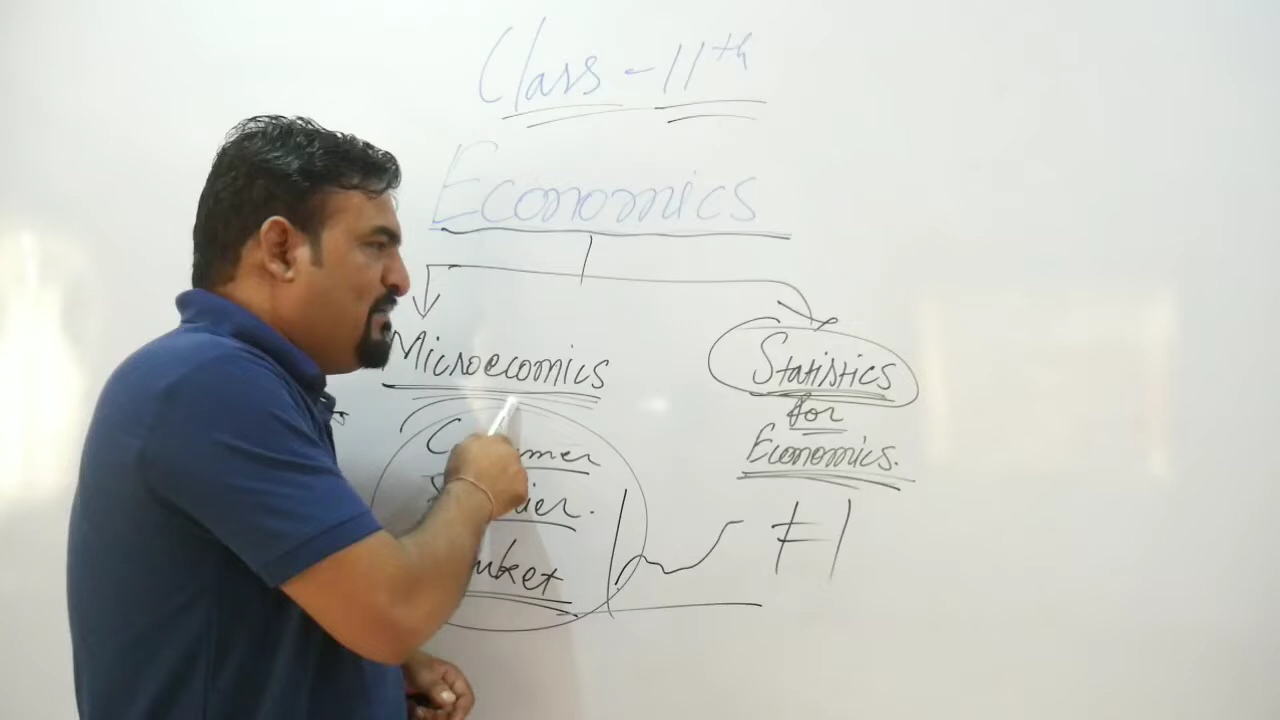 Class - 11th
Economics
Microecomics
Statistics
for
Economics.